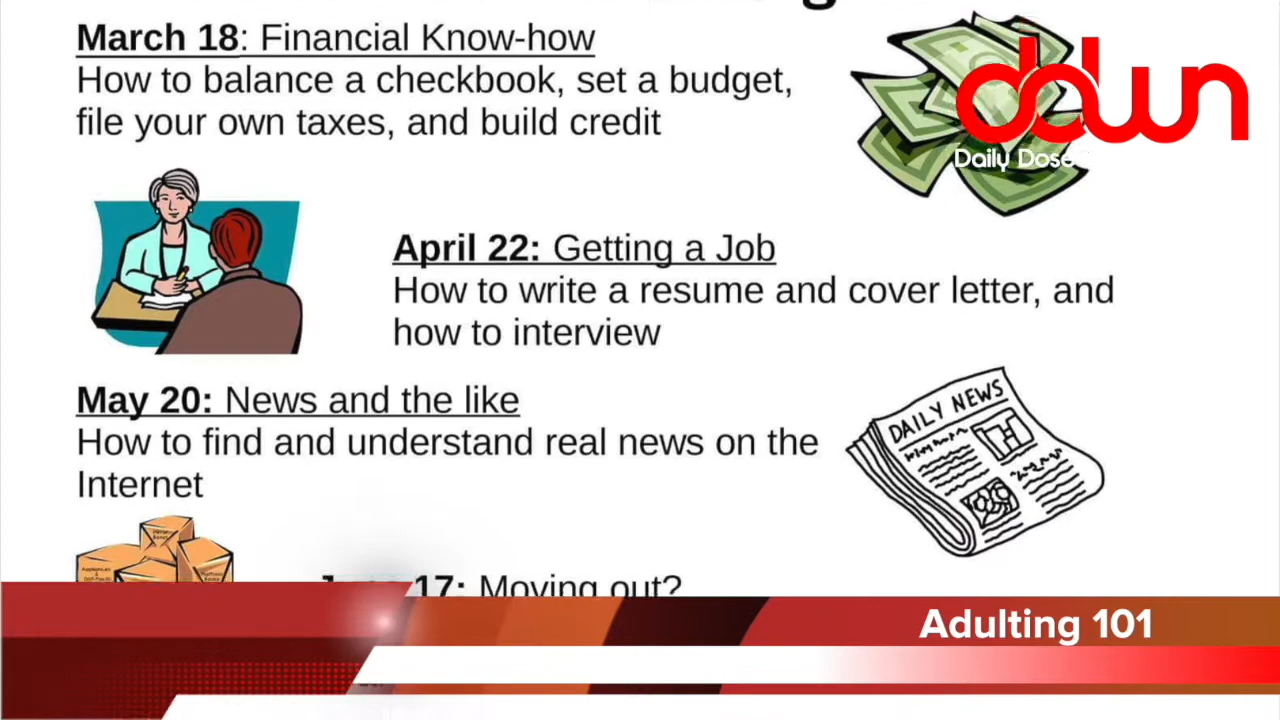 March 18: Financial Know-how
How to balance a checkbook, set a budget,
file your own taxes, and build credit
Daily Dose
April 22: Getting a Job
How to write a resume and cover letter, and
how to interview
May 20: News and the like
How to find and understand real news on the
Internet
DAILY NEWS
17: Moving out?
Adulting 101